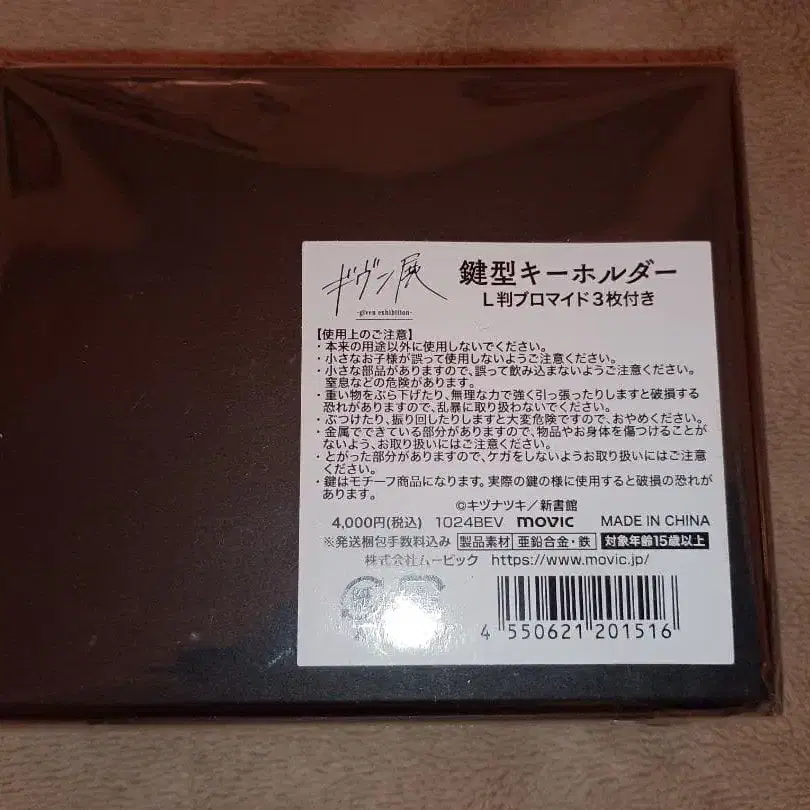 ギヴン展
-given exhibition-
鍵型キーホルダー
L判ブロマイド3枚付き
【使用上のご注意】
・本来の用途以外に使用しないでください。
・小さなお子様が誤って使用しないようご注意ください。
・小さな部品がありますので、誤って飲み込まないようご注意ください。
窒息などの危険があります。
・重い物をぶら下げたり、無理な力で強く引っ張ったりしますと破損する
恐れがありますので、乱暴に取り扱わないでください。
・ぶつけたり、振り回したりしますと大変危険ですので、おやめください。
・金属でできている部分がありますので、物品やお身体を傷つけることが
ないよう、お取り扱いにはご注意ください。
・とがった部分がありますので、ケガをしないようお取り扱いにはご注意
ください。
・鍵はモチーフ商品になります。実際の鍵の様に使用すると破損の恐れが
あります。
©キヅナツキ／新書館
4,000円(税込) 1024BEV movic MADE IN CHINA
※発送梱包手数料込み 製品素材 亜鉛合金・鉄 対象年齢15歳以上
株式会社ムービック https://www.movic.jp/
4 550621 201516